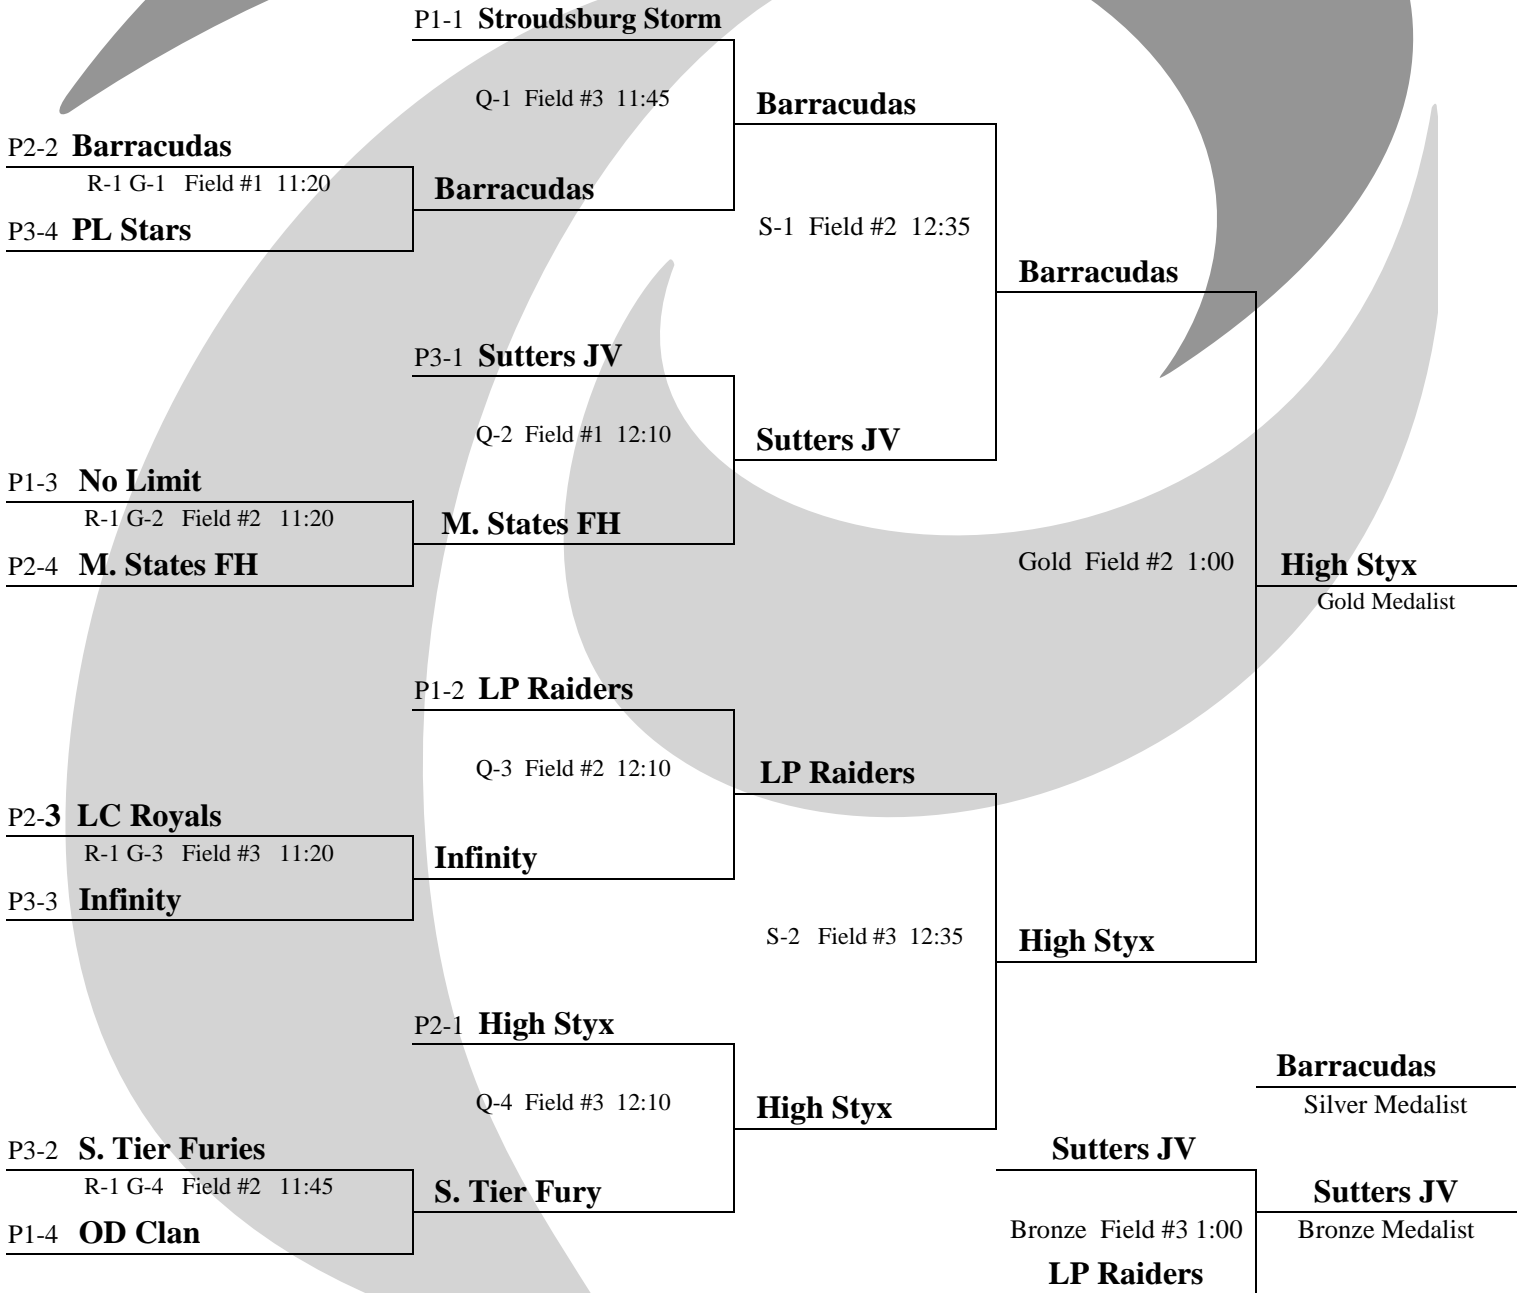 P1-1 Stroudsburg Storm
Q-1 Field #3 11:45
Barracudas
P2-2 Barracudas
R-1 G-1 Field #1 11:20
Barracudas
P3-4 PL Stars
S-1 Field #2 12:35
Barracudas
P3-1 Sutters JV
Q-2 Field #1 12:10
Sutters JV
P1-3 No Limit
R-1 G-2 Field #2 11:20
M. States FH
P2-4 M. States FH
Gold Field #2 1:00
High Styx
Gold Medalist
P1-2 LP Raiders
Q-3 Field #2 12:10
LP Raiders
P2-3 LC Royals
R-1 G-3 Field #3 11:20
Infinity
P3-3 Infinity
S-2 Field #3 12:35
High Styx
P2-1 High Styx
Q-4 Field #3 12:10
High Styx
Barracudas
Silver Medalist
P3-2 S. Tier Furies
Sutters JV
R-1 G-4 Field #2 11:45
S. Tier Fury
Sutters JV
P1-4 OD Clan
Bronze Field #3 1:00
Bronze Medalist
LP Raiders